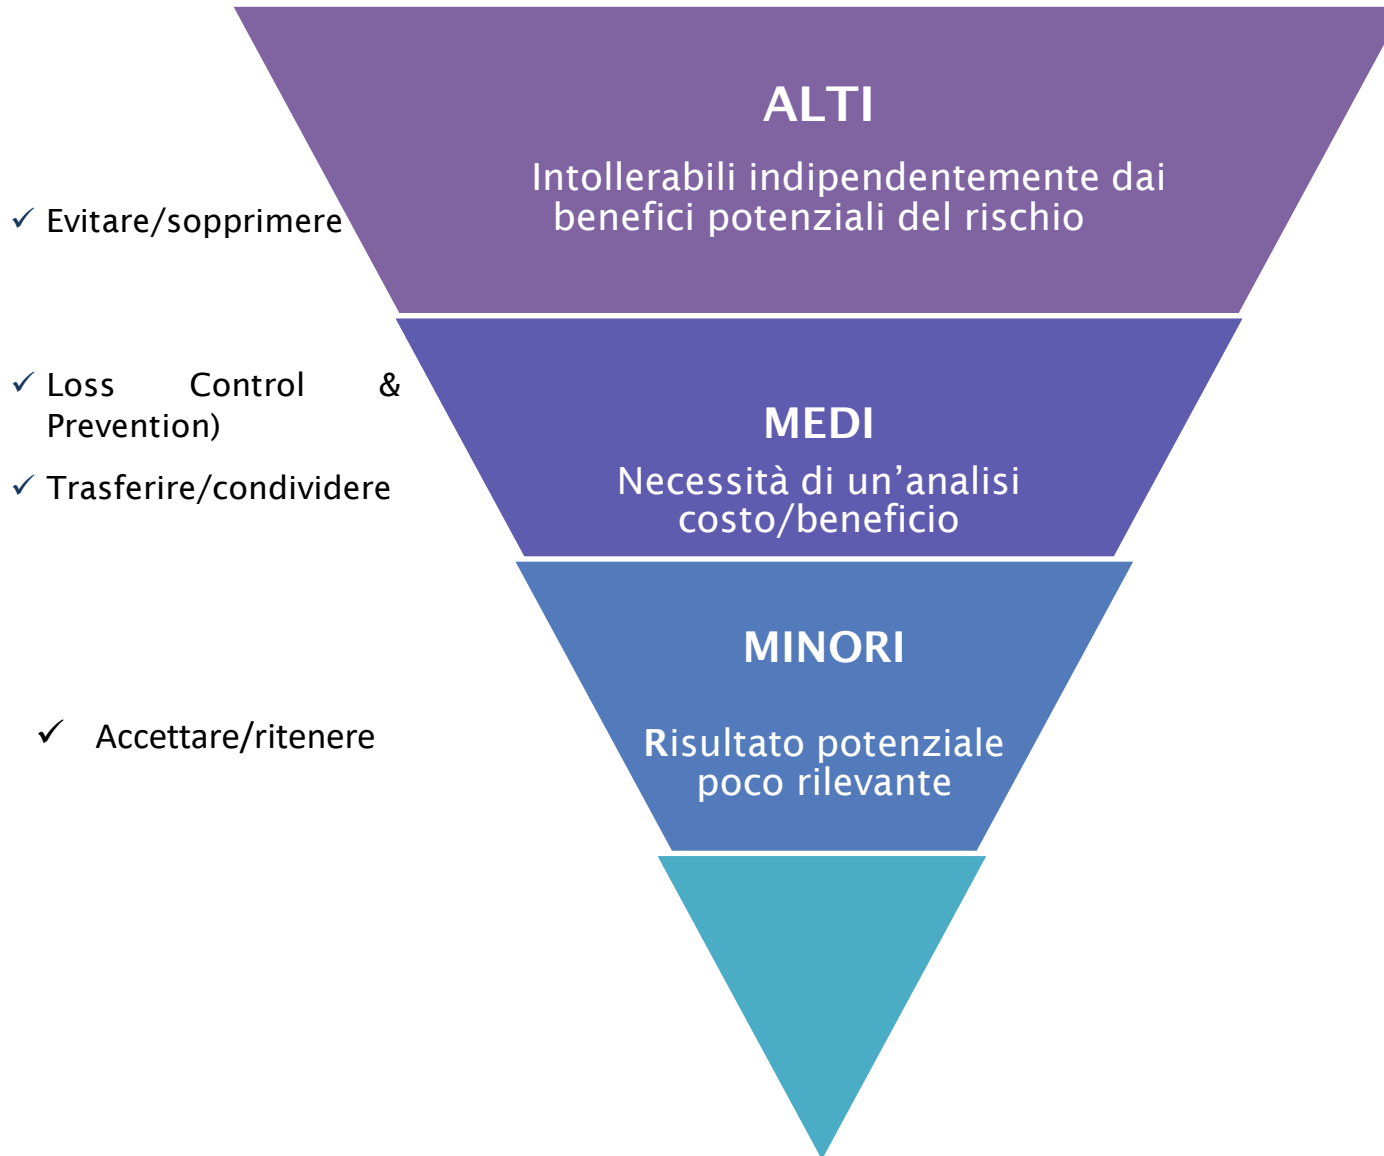 ALTI
Intollerabili indipendentemente dai
benefici potenziali del rischio
✓ Evitare/sopprimere
✓ Loss Control &
Prevention)
✓ Trasferire/condividere
MEDI
Necessità di un’analisi
costo/beneficio
MINORI
✓ Accettare/ritenere
Risultato potenziale
poco rilevante